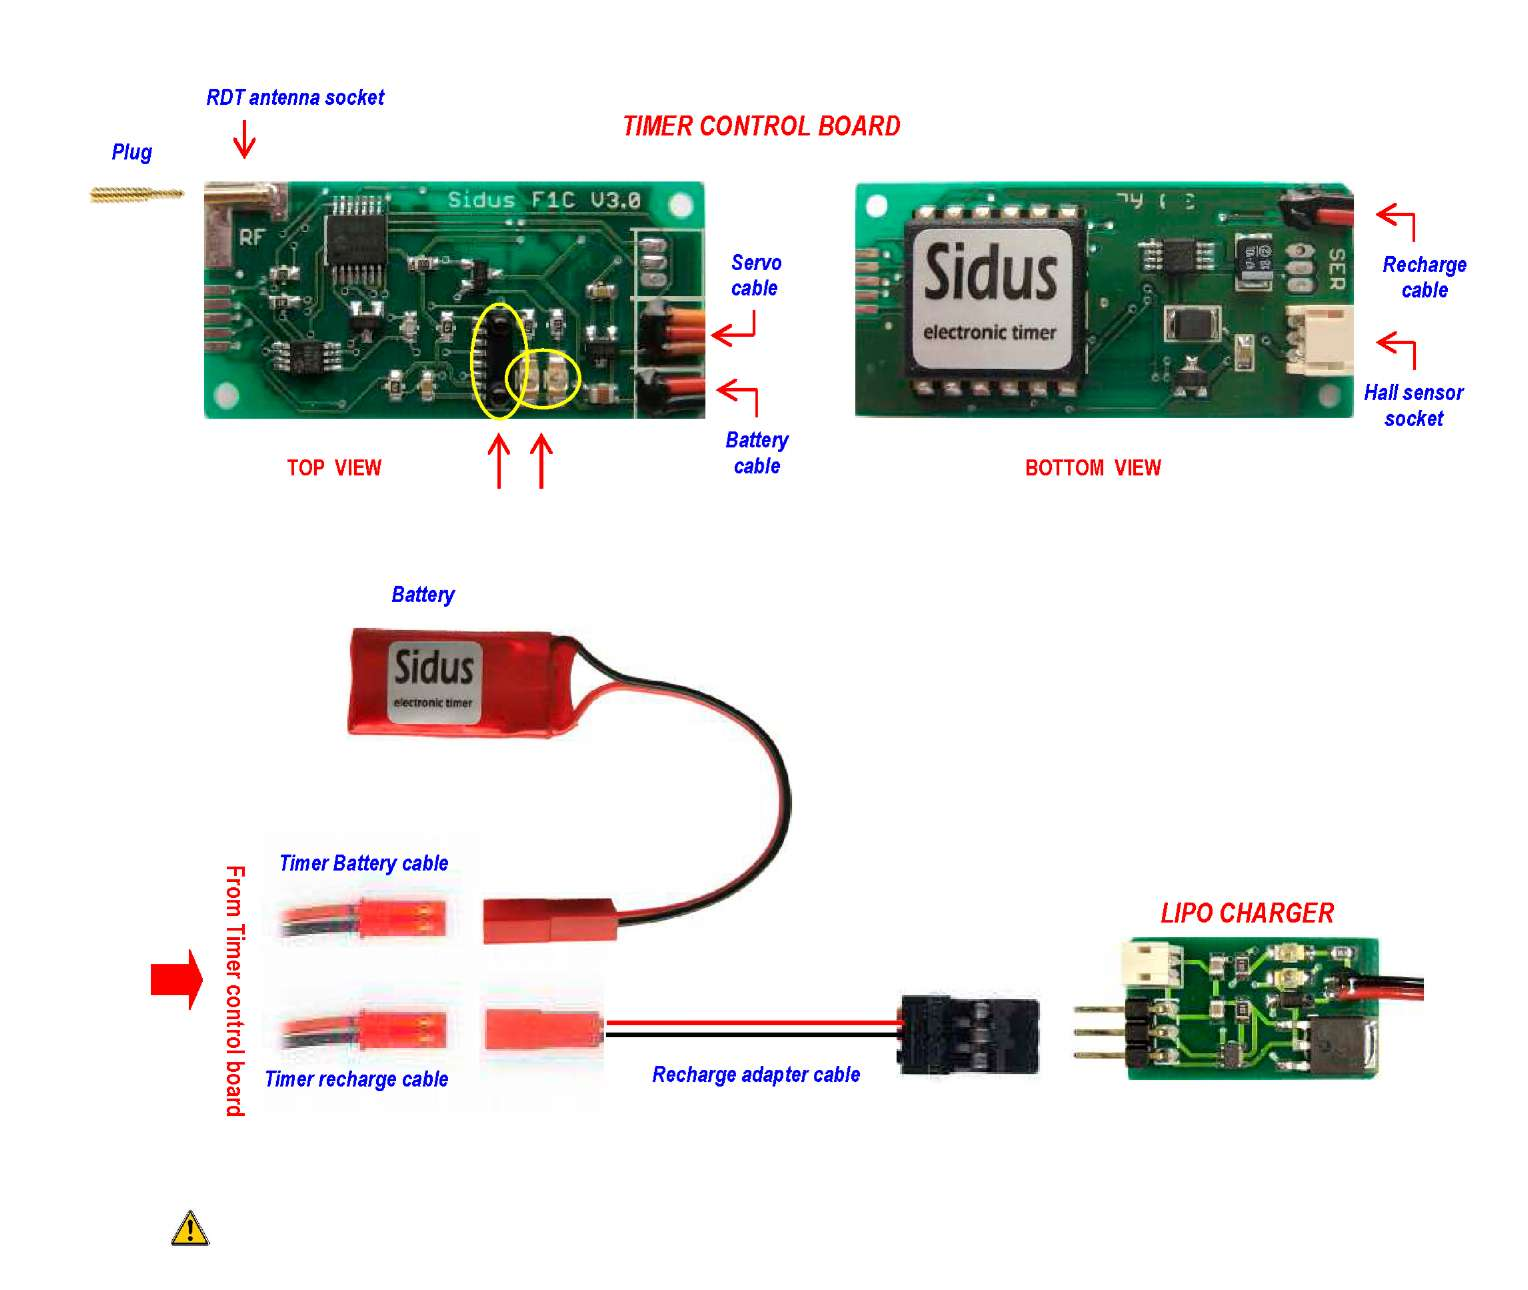 RDT antenna socket
TIMER CONTROL BOARD
Plug
Sidus F1C V3.0
RF
Servo
cable
Battery
cable
TOP VIEW
Sidus
electronic timer
SER
Recharge
cable
Hall sensor
socket
BOTTOM VIEW
Battery
Sidus
electronic timer
From Timer control board
Timer Battery cable
Timer recharge cable
Recharge adapter cable
LIPO CHARGER